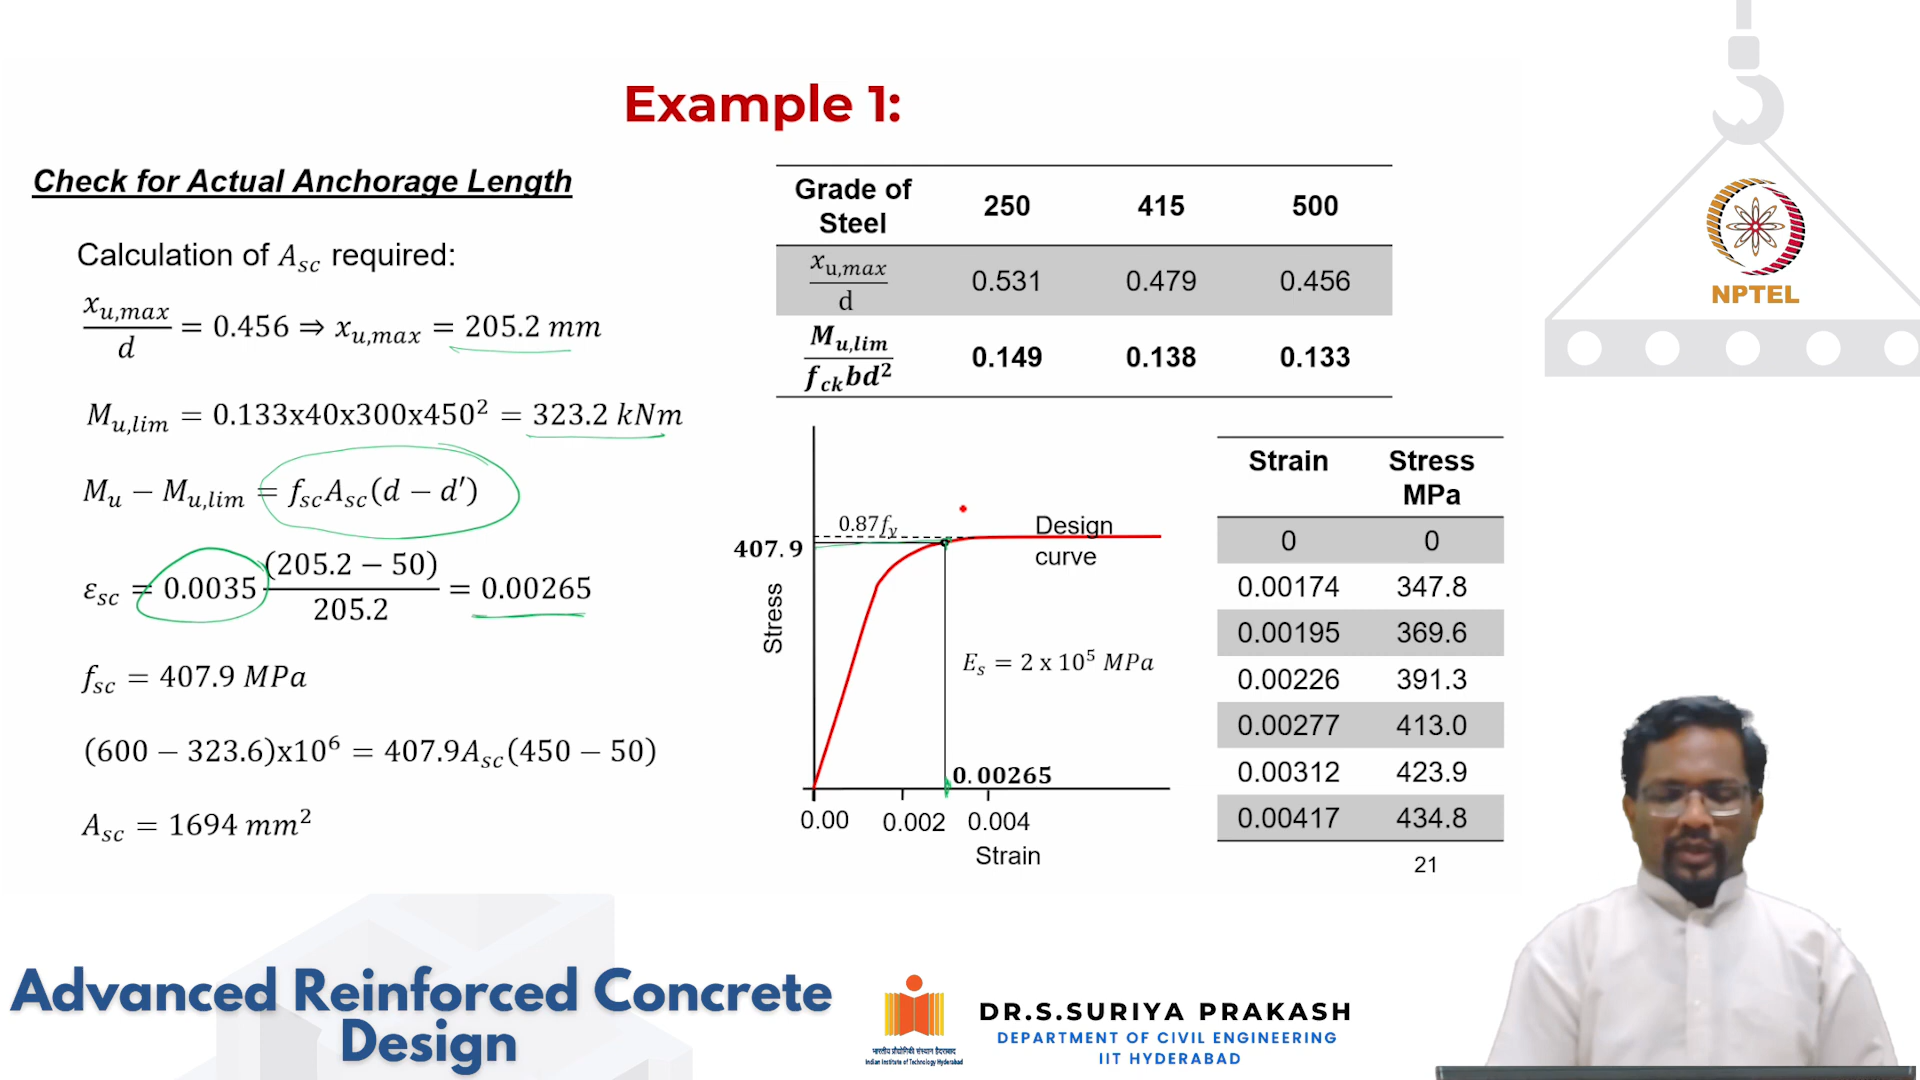 Example 1:
Check for Actual Anchorage Length
Calculation of A_sc required:
x_u,max / d = 0.456 ⇒ x_u,max = 205.2 mm
M_u,lim = 0.133x40x300x450² = 323.2 kNm
M_u − M_u,lim = f_sc A_sc (d − d′)
ε_sc = 0.0035 (205.2 − 50) / 205.2 = 0.00265
f_sc = 407.9 MPa
(600 − 323.6)x10⁶ = 407.9A_sc(450 − 50)
A_sc = 1694 mm²
Grade of Steel 250 415 500
x_u,max / d 0.531 0.479 0.456
M_u,lim / f_ck bd² 0.149 0.138 0.133
0.87f_y
Design
curve
407.9
Stress
E_s = 2 x 10⁵ MPa
0.00265
0.00 0.002 0.004
Strain
Strain Stress MPa
0 0
0.00174 347.8
0.00195 369.6
0.00226 391.3
0.00277 413.0
0.00312 423.9
0.00417 434.8
21
NPTEL
Advanced Reinforced Concrete
Design
भारतीय प्रौद्योगिकी संस्थान हैदराबाद
Indian Institute of Technology Hyderabad
DR.S.SURIYA PRAKASH
DEPARTMENT OF CIVIL ENGINEERING
IIT HYDERABAD